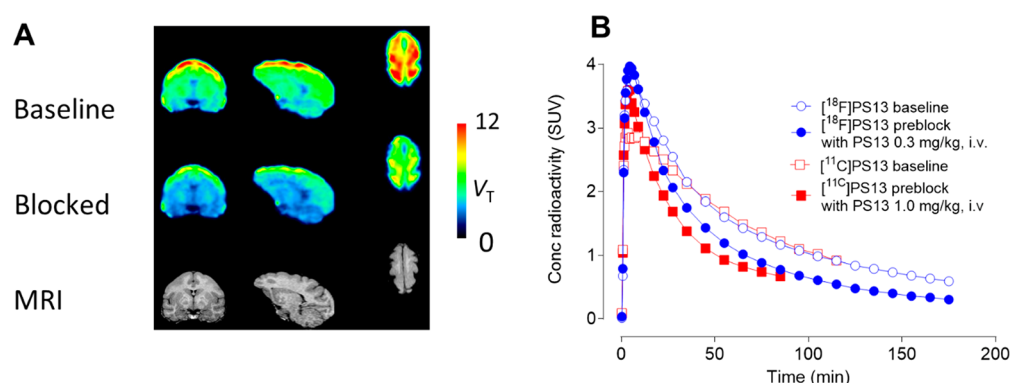 A
Baseline
Blocked
MRI
12
V_T
0
B
Conc radioactivity (SUV)
4
3
2
1
0
[¹⁸F]PS13 baseline
[¹⁸F]PS13 preblock
with PS13 0.3 mg/kg, i.v.
[¹¹C]PS13 baseline
[¹¹C]PS13 preblock
with PS13 1.0 mg/kg, i.v
0
50
100
150
200
Time (min)